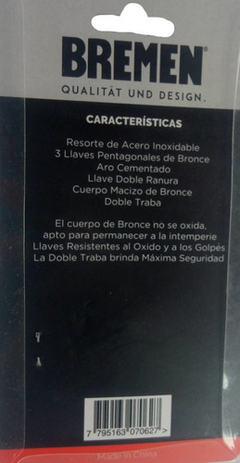 BREMEN
QUALITÄT UND DESIGN.
CARACTERÍSTICAS
Resorte de Acero Inoxidable
3 Llaves Pentagonales de Bronce
Aro Cementado
Llave Doble Ranura
Cuerpo Macizo de Bronce
Doble Traba
El cuerpo de Bronce no se oxida,
apto para permanecer a la intemperie
Llaves Resistentes al Oxido y a los Golpes
La Doble Traba brinda Máxima Seguridad
7 795163 070627 >
Made in China